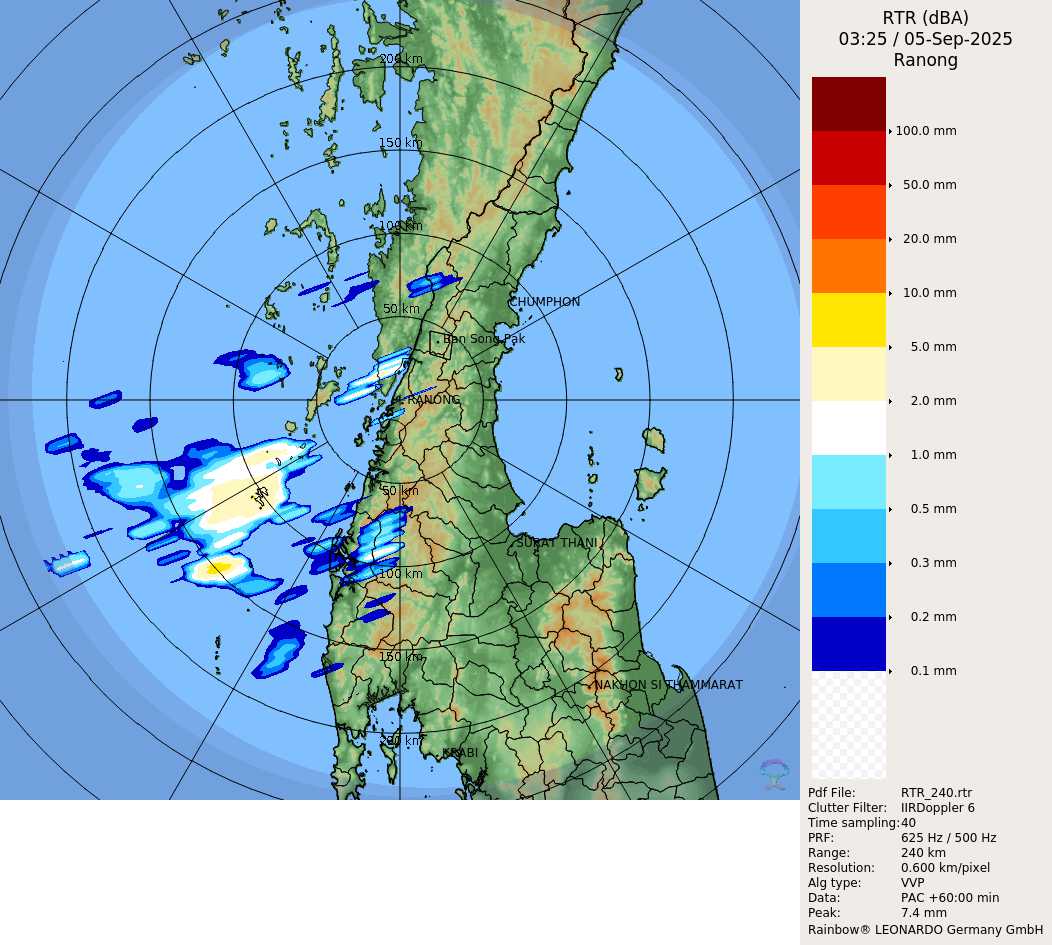 RTR (dBA)
03:25 / 05-Sep-2025
Ranong
100.0 mm
50.0 mm
20.0 mm
10.0 mm
5.0 mm
2.0 mm
1.0 mm
0.5 mm
0.3 mm
0.2 mm
0.1 mm
Pdf File: RTR_240.rtr
Clutter Filter: IIRDoppler 6
Time sampling: 40
PRF: 625 Hz / 500 Hz
Range: 240 km
Resolution: 0.600 km/pixel
Alg type: VVP
Data: PAC +60:00 min
Peak: 7.4 mm
Rainbow® LEONARDO Germany GmbH
200 km
150 km
100 km
CHUMPHON
50 km
Ban Song Pak
RANONG
50 km
SURAT THANI
100 km
150 km
NAKHON SI THAMMARAT
200 km
KRABI